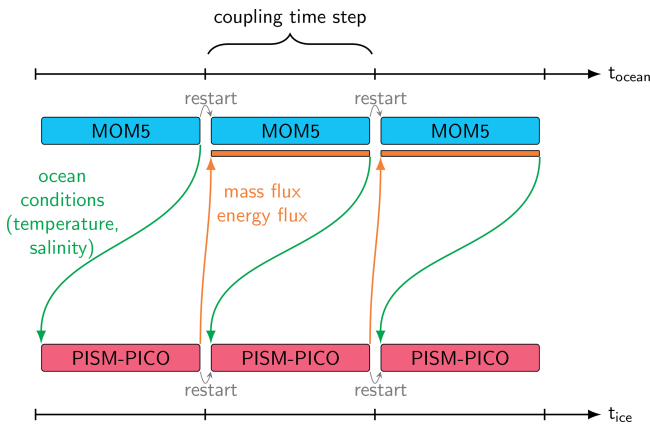 coupling time step
t_ocean
restart
restart
MOM5
MOM5
MOM5
ocean
conditions
(temperature,
salinity)
mass flux
energy flux
PISM-PICO
PISM-PICO
PISM-PICO
restart
restart
t_ice